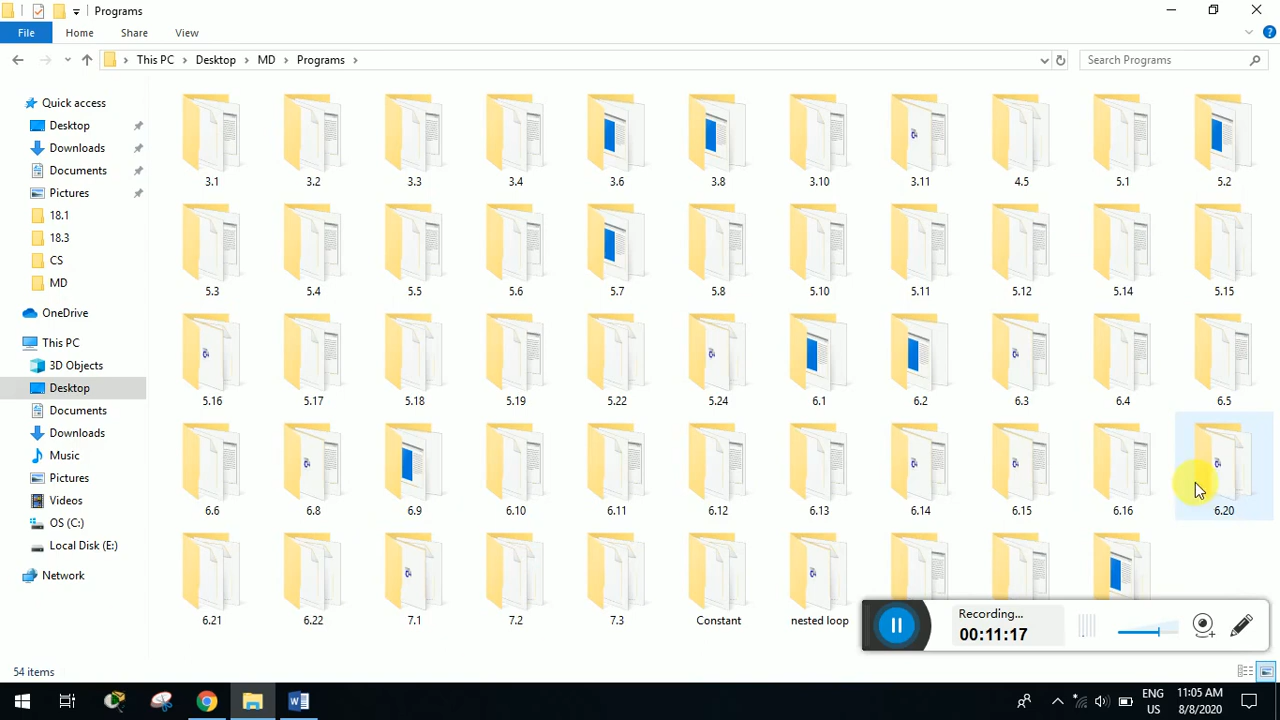 Programs
File Home Share View
This PC Desktop MD Programs Search Programs
Quick access
Desktop
Downloads
Documents
Pictures
18.1
18.3
CS
MD
OneDrive
This PC
3D Objects
Desktop
Documents
Downloads
Music
Pictures
Videos
OS (C:)
Local Disk (E:)
Network
3.1 3.2 3.3 3.4 3.6 3.8 3.10 3.11 4.5 5.1 5.2
5.3 5.4 5.5 5.6 5.7 5.8 5.10 5.11 5.12 5.14 5.15
5.16 5.17 5.18 5.19 5.22 5.24 6.1 6.2 6.3 6.4 6.5
6.6 6.8 6.9 6.10 6.11 6.12 6.13 6.14 6.15 6.16 6.20
6.21 6.22 7.1 7.2 7.3 Constant nested loop
Recording...
00:11:17
54 items
ENG
US
11:05 AM
8/8/2020